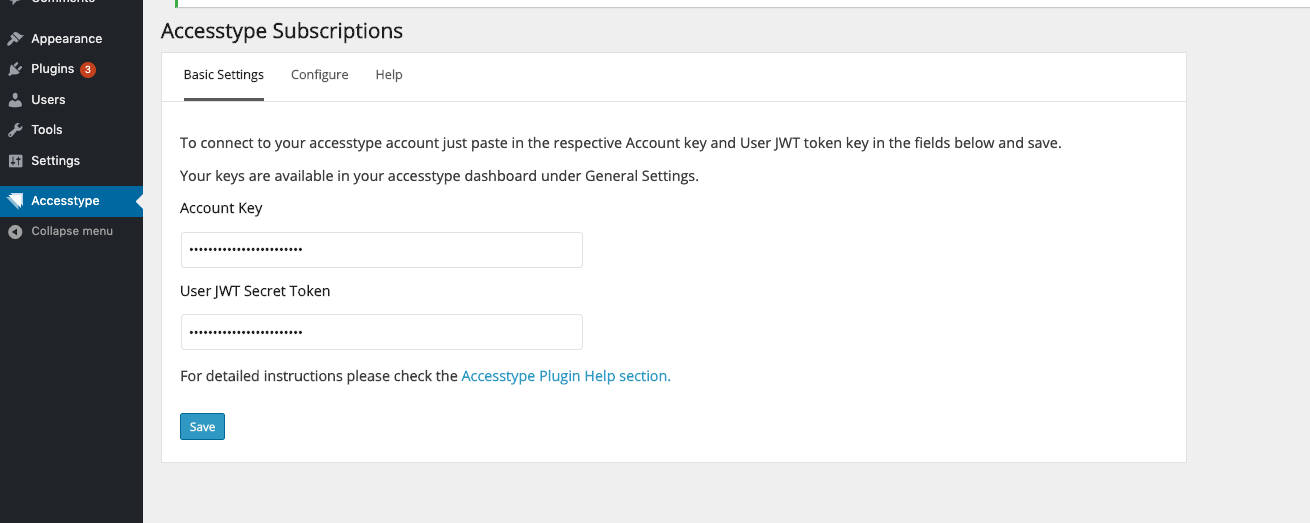 Comments
Appearance
Plugins 3
Users
Tools
Settings
Accesstype
Collapse menu
Accesstype Subscriptions
Basic Settings Configure Help
To connect to your accesstype account just paste in the respective Account key and User JWT token key in the fields below and save.
Your keys are available in your accesstype dashboard under General Settings.
Account Key
••••••••••••••••••••••••
User JWT Secret Token
••••••••••••••••••••••••
For detailed instructions please check the Accesstype Plugin Help section.
Save